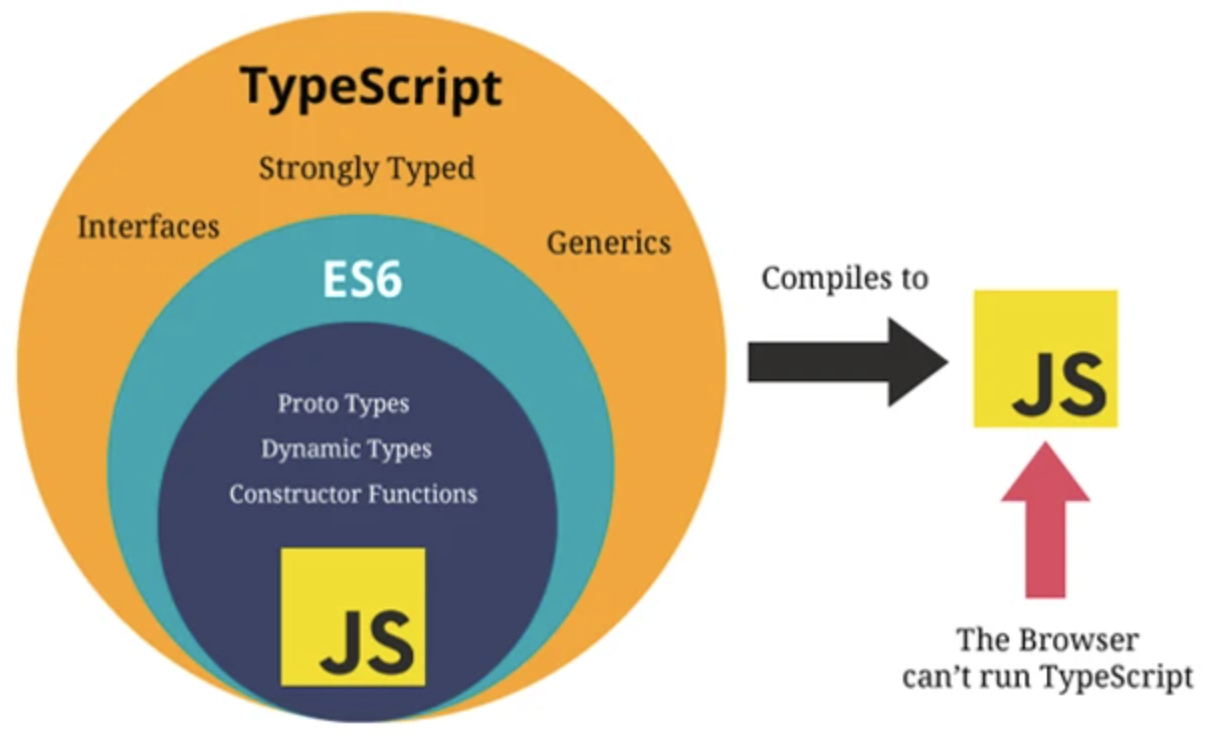 TypeScript
Strongly Typed
Interfaces
Generics
ES6
Proto Types
Dynamic Types
Constructor Functions
JS
Compiles to
JS
The Browser
can't run TypeScript